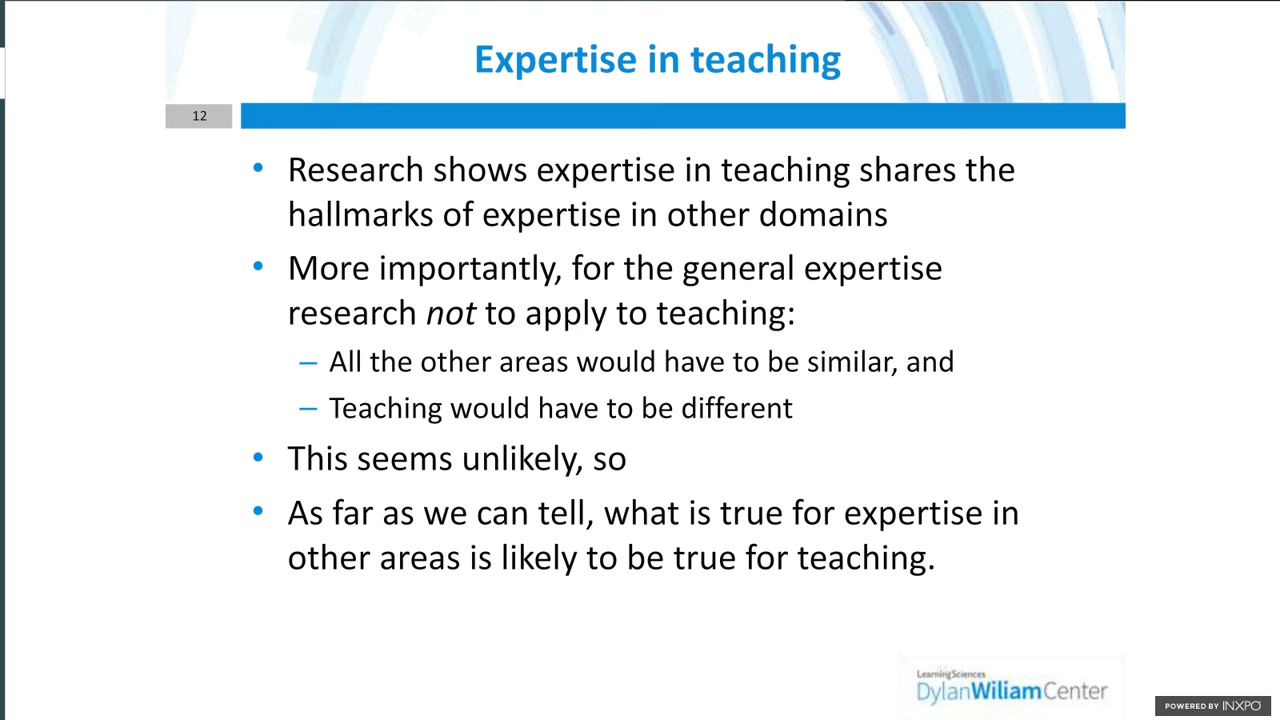 Expertise in teaching
12
• Research shows expertise in teaching shares the
hallmarks of expertise in other domains
• More importantly, for the general expertise
research not to apply to teaching:
– All the other areas would have to be similar, and
– Teaching would have to be different
• This seems unlikely, so
• As far as we can tell, what is true for expertise in
other areas is likely to be true for teaching.
LearningSciences
DylanWiliamCenter
POWERED BY INXPO